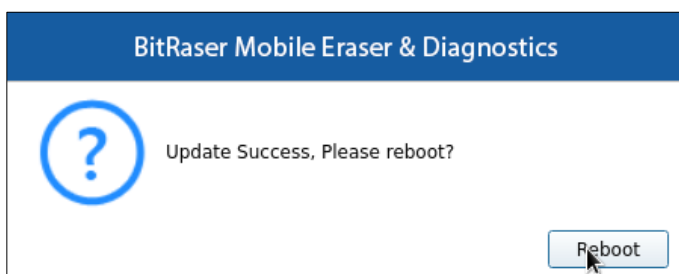 BitRaser Mobile Eraser & Diagnostics
Update Success, Please reboot?
Reboot